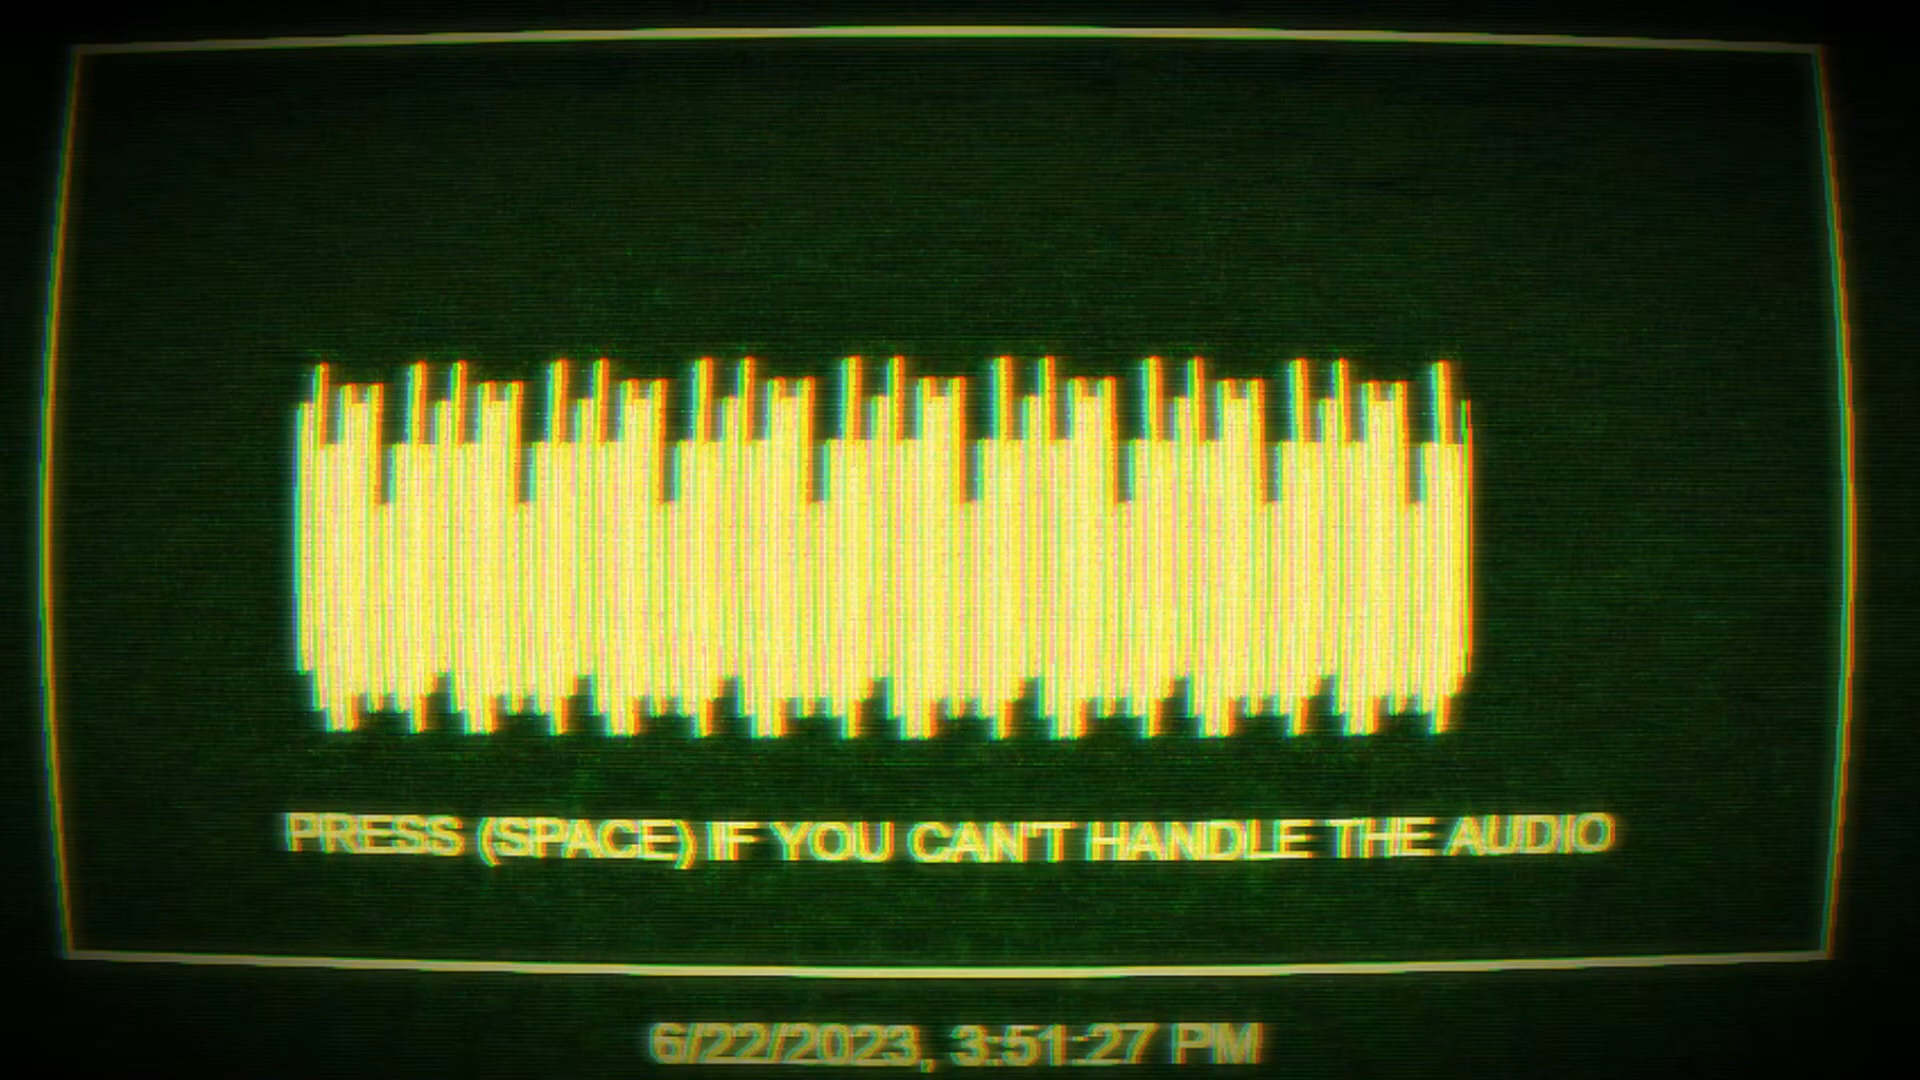 PRESS (SPACE) IF YOU CAN'T HANDLE THE AUDIO
6/22/2023, 3:51:27 PM